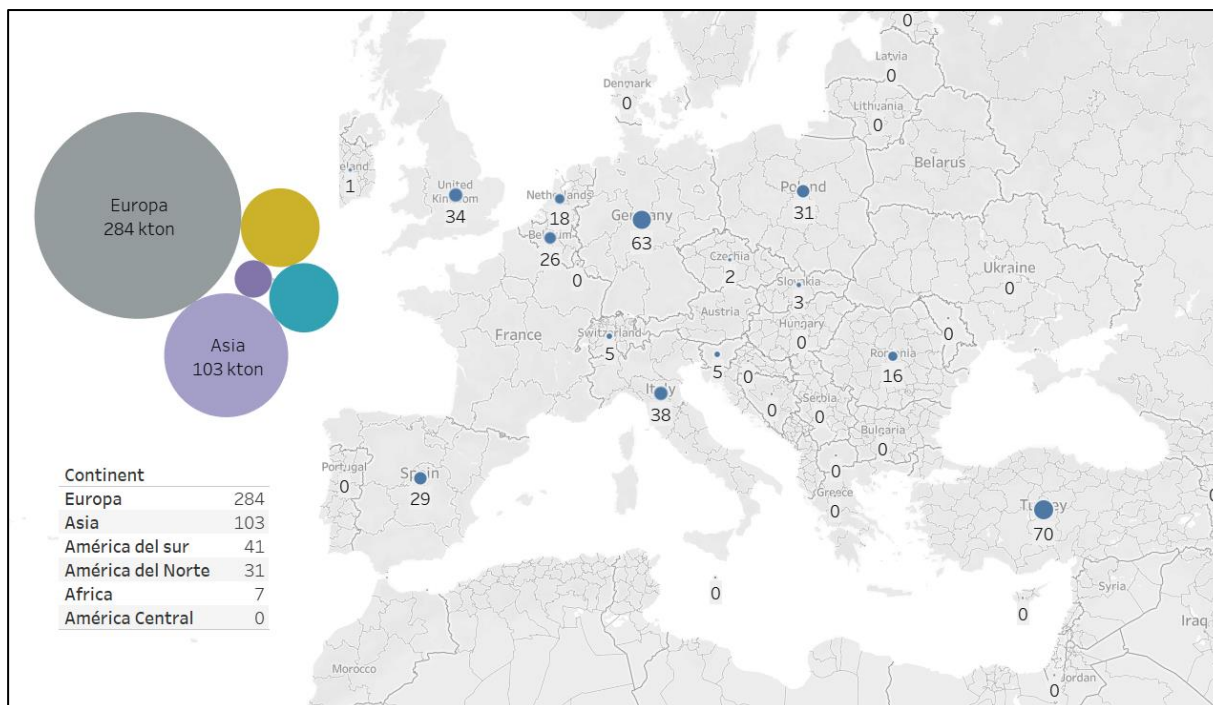 Europa
284 kton
Asia
103 kton
Continent
Europa 284
Asia 103
América del sur 41
América del Norte 31
Africa 7
América Central 0
0
Latvia
0
Denmark
0
Lithuania
0
Belarus
1
United
Kingdom
34
Netherlands
18
Belgium
26
0
Germany
63
Poland
31
Czechia
2
Slovakia
3
Ukraine
0
France
Switzerland
5
Austria
Hungary
0
0
Romania
16
5
0
0
Serbia
0
Italy
38
Bulgaria
0
0
Greece
0
Portugal
0
Spain
29
Turkey
70
0
0
Syria
Iraq
Morocco
Jordan
0